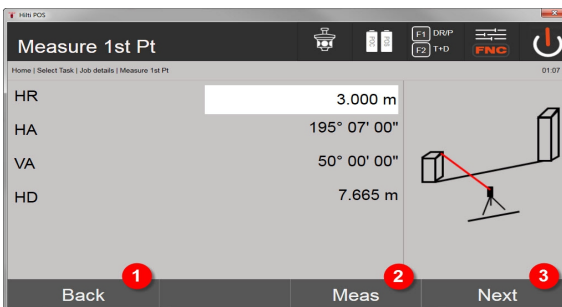 Hilti POS
Measure 1st Pt
POC
POS
F1 DR/P
F2 T+D
FNC
Home | Select Task | Job details | Measure 1st Pt
01:07
HR 3.000 m
HA 195° 07' 00"
VA 50° 00' 00"
HD 7.665 m
1
2
3
Back
Meas
Next